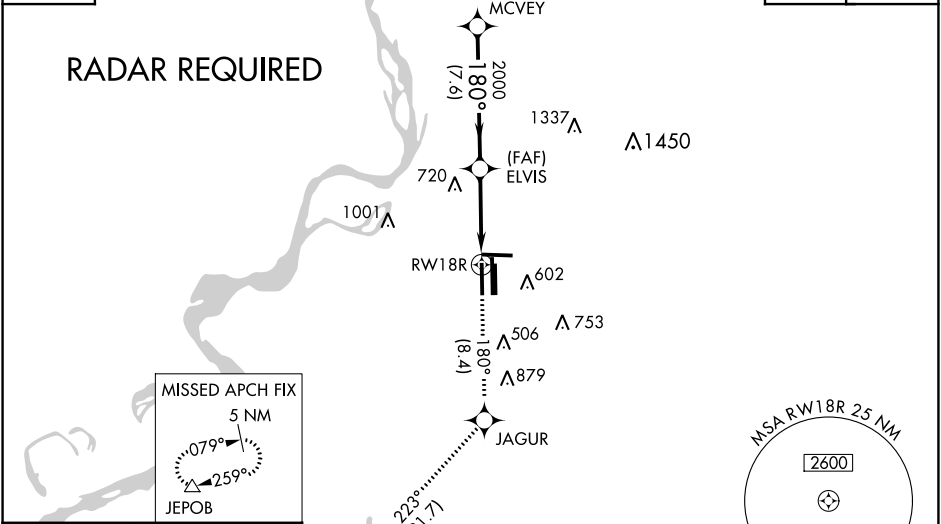 MCVEY
RADAR REQUIRED
2000
180°
(7.6)
1337
1450
(FAF)
ELVIS
720
1001
RW18R
602
753
506
180°
(8.4)
879
MISSED APCH FIX
5 NM
079°
259°
JEPOB
JAGUR
223°
MSA RW18R 25 NM
2600